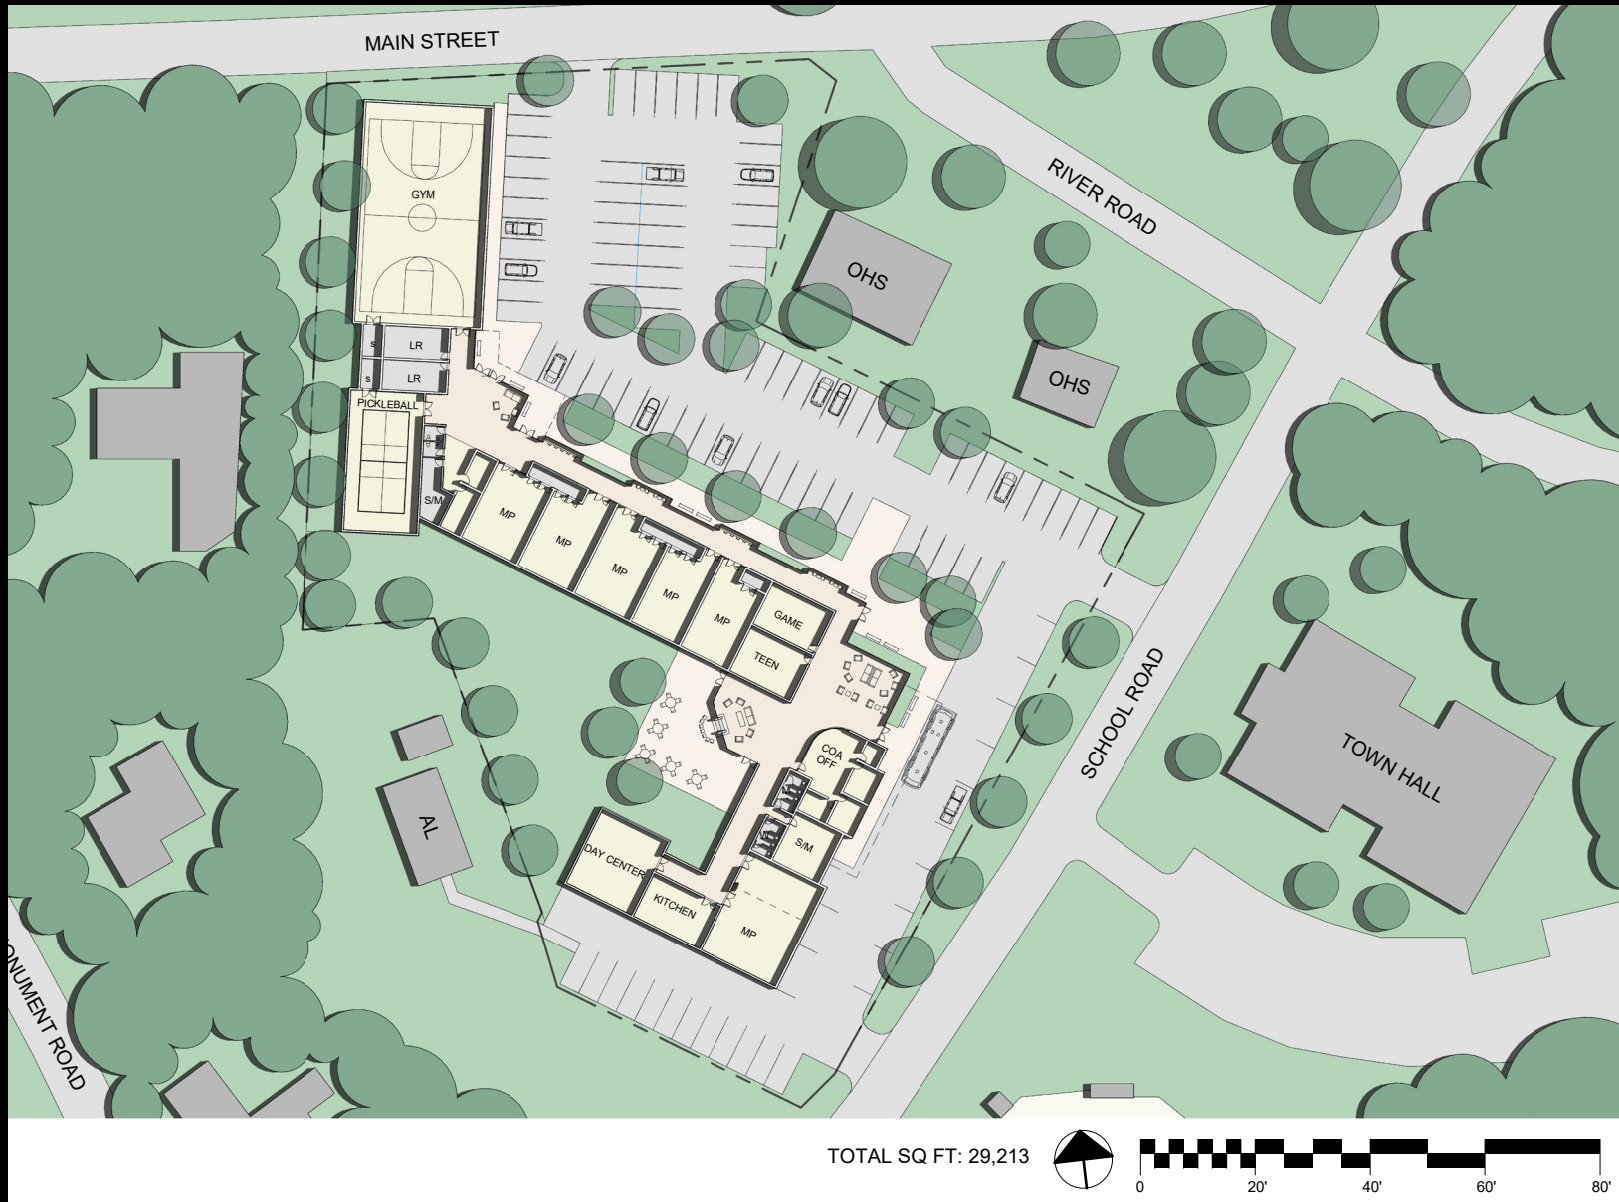 MAIN STREET
RIVER ROAD
GYM
OHS
OHS
S
LR
S
LR
PICKLEBALL
S/M
MP
MP
MP
MP
MP
GAME
TEEN
COA
OFF
S/M
DAY CENTER
KITCHEN
MP
AL
SCHOOL ROAD
TOWN HALL
ONUMENT ROAD
TOTAL SQ FT: 29,213
0 20' 40' 60' 80'